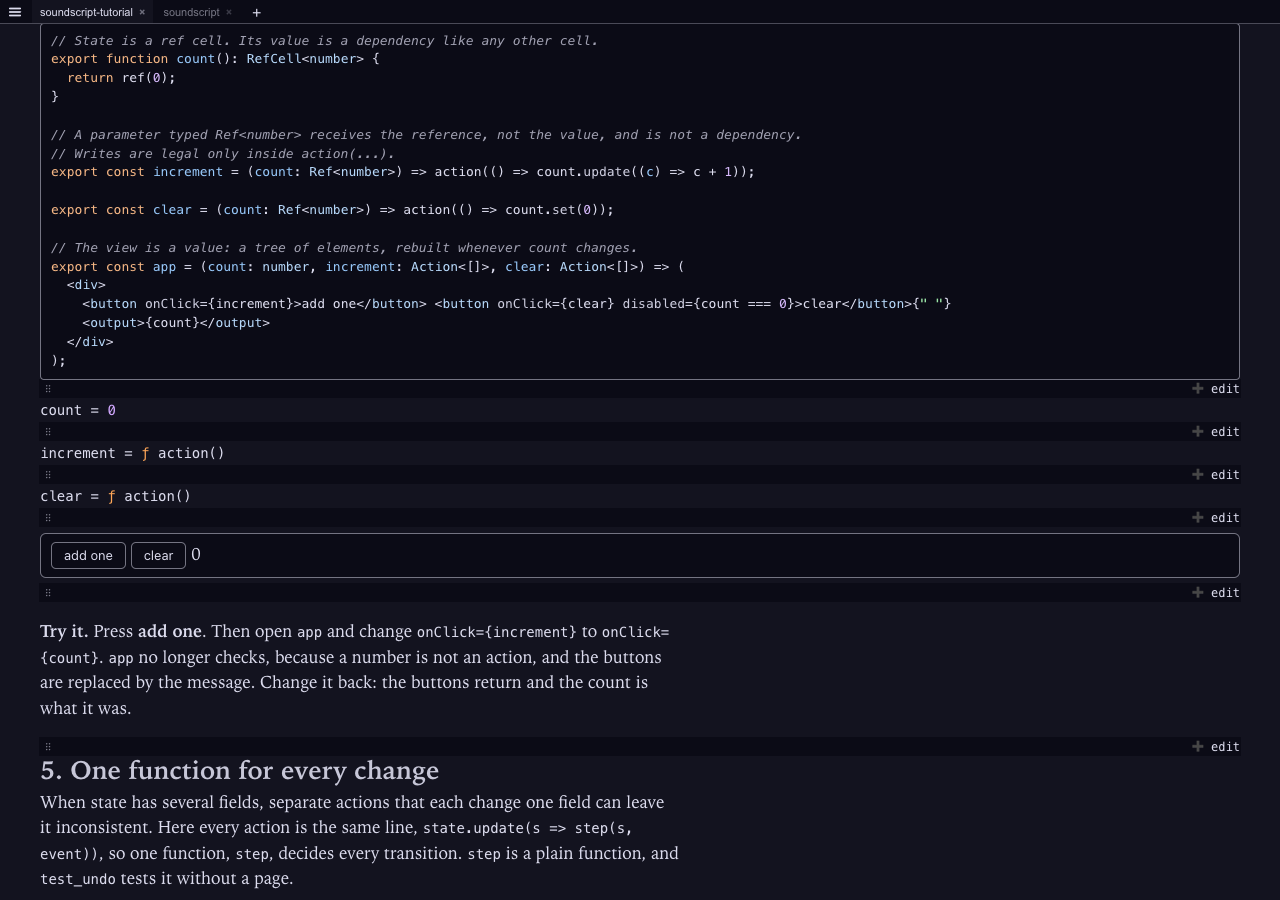 soundscript-tutorial × soundscript × +
// State is a ref cell. Its value is a dependency like any other cell.
export function count(): RefCell<number> {
  return ref(0);
}
// A parameter typed Ref<number> receives the reference, not the value, and is not a dependency.
// Writes are legal only inside action(...).
export const increment = (count: Ref<number>) => action(() => count.update((c) => c + 1));
export const clear = (count: Ref<number>) => action(() => count.set(0));
// The view is a value: a tree of elements, rebuilt whenever count changes.
export const app = (count: number, increment: Action<[]>, clear: Action<[]>) => (
  <div>
    <button onClick={increment}>add one</button> <button onClick={clear} disabled={count === 0}>clear</button>{" "}
    <output>{count}</output>
  </div>
);
+ edit
count = 0
+ edit
increment = ƒ action()
+ edit
clear = ƒ action()
+ edit
add one clear 0
+ edit
Try it. Press add one. Then open app and change onClick={increment} to onClick=
{count}. app no longer checks, because a number is not an action, and the buttons
are replaced by the message. Change it back: the buttons return and the count is
what it was.
+ edit
5. One function for every change
When state has several fields, separate actions that each change one field can leave
it inconsistent. Here every action is the same line, state.update(s => step(s,
event)), so one function, step, decides every transition. step is a plain function, and
test_undo tests it without a page.